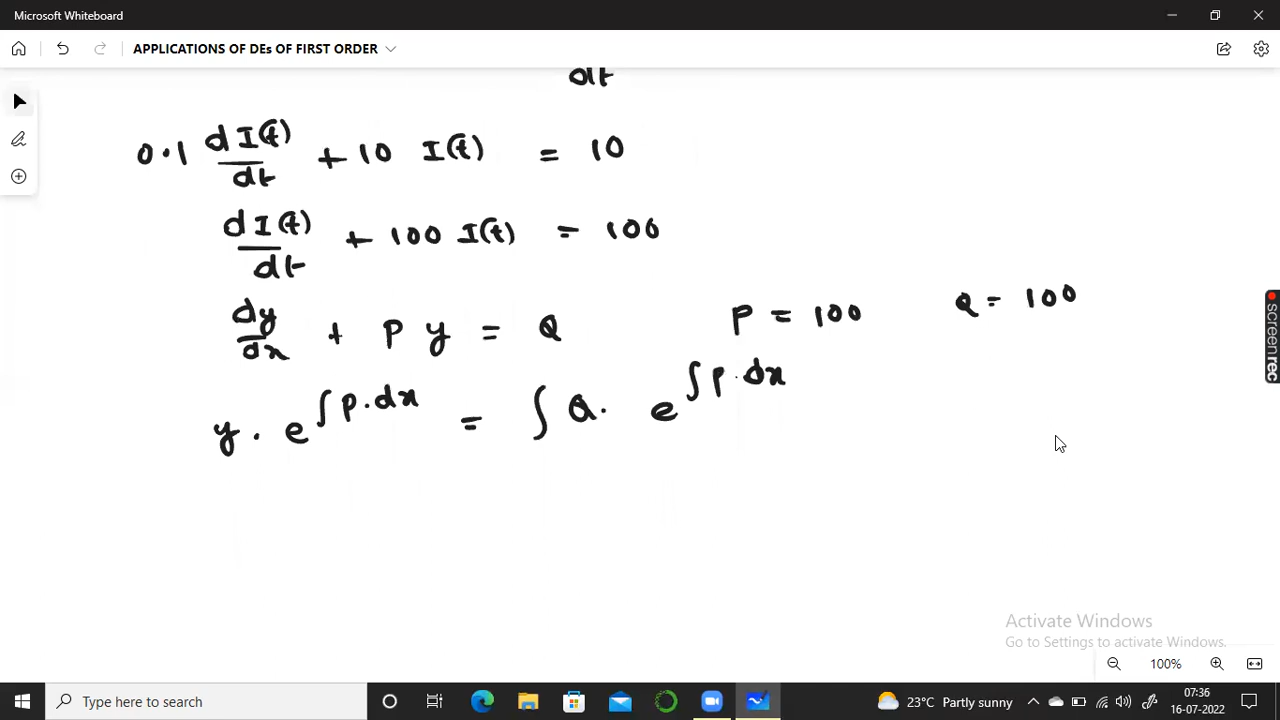 Microsoft Whiteboard
APPLICATIONS OF DEs OF FIRST ORDER
dt
0.1 dI(t)/dt + 10 I(t) = 10
dI(t)/dt + 100 I(t) = 100
dy/dx + P y = Q P = 100 Q = 100
y. e^∫p.dx = ∫Q. e^∫p.dx
Screenrec
Activate Windows
Go to Settings to activate Windows.
100%
Type here to search
23°C Partly sunny
07:36
16-07-2022